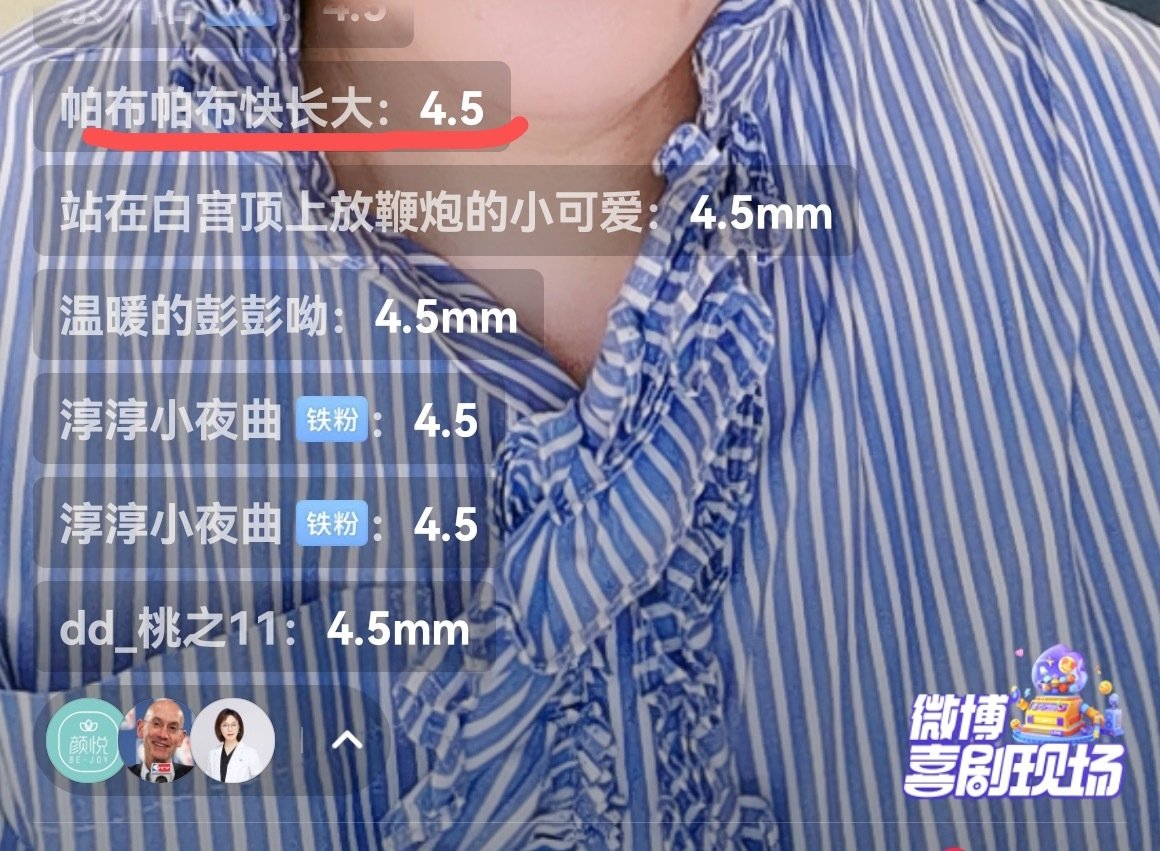 4.5
帕布帕布快长大： 4.5
站在白宫顶上放鞭炮的小可爱： 4.5mm
温暖的彭彭呦： 4.5mm
淳淳小夜曲 铁粉： 4.5
淳淳小夜曲 铁粉： 4.5
dd_桃之11： 4.5mm
颜悦
BE-JOY
微博
喜剧现场